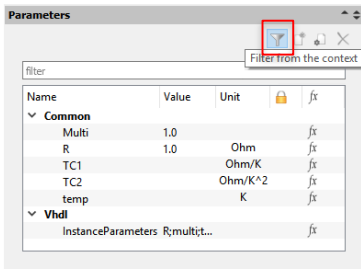 Parameters
Filter from the context
filter
Name Value Unit fx
Common
Multi 1.0 fx
R 1.0 Ohm fx
TC1 Ohm/K fx
TC2 Ohm/K^2 fx
temp K fx
Vhdl
InstanceParameters R;multi;t... fx